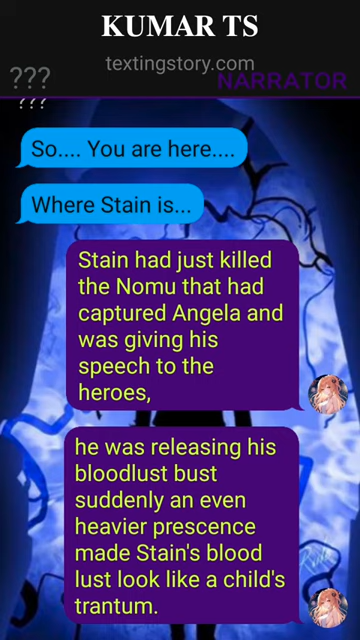 KUMAR TS
textingstory.com
???
NARRATOR
???
So.... You are here....
Where Stain is...
Stain had just killed
the Nomu that had
captured Angela and
was giving his
speech to the
heroes,
he was releasing his
bloodlust bust
suddenly an even
heavier prescence
made Stain's blood
lust look like a child's
trantum.